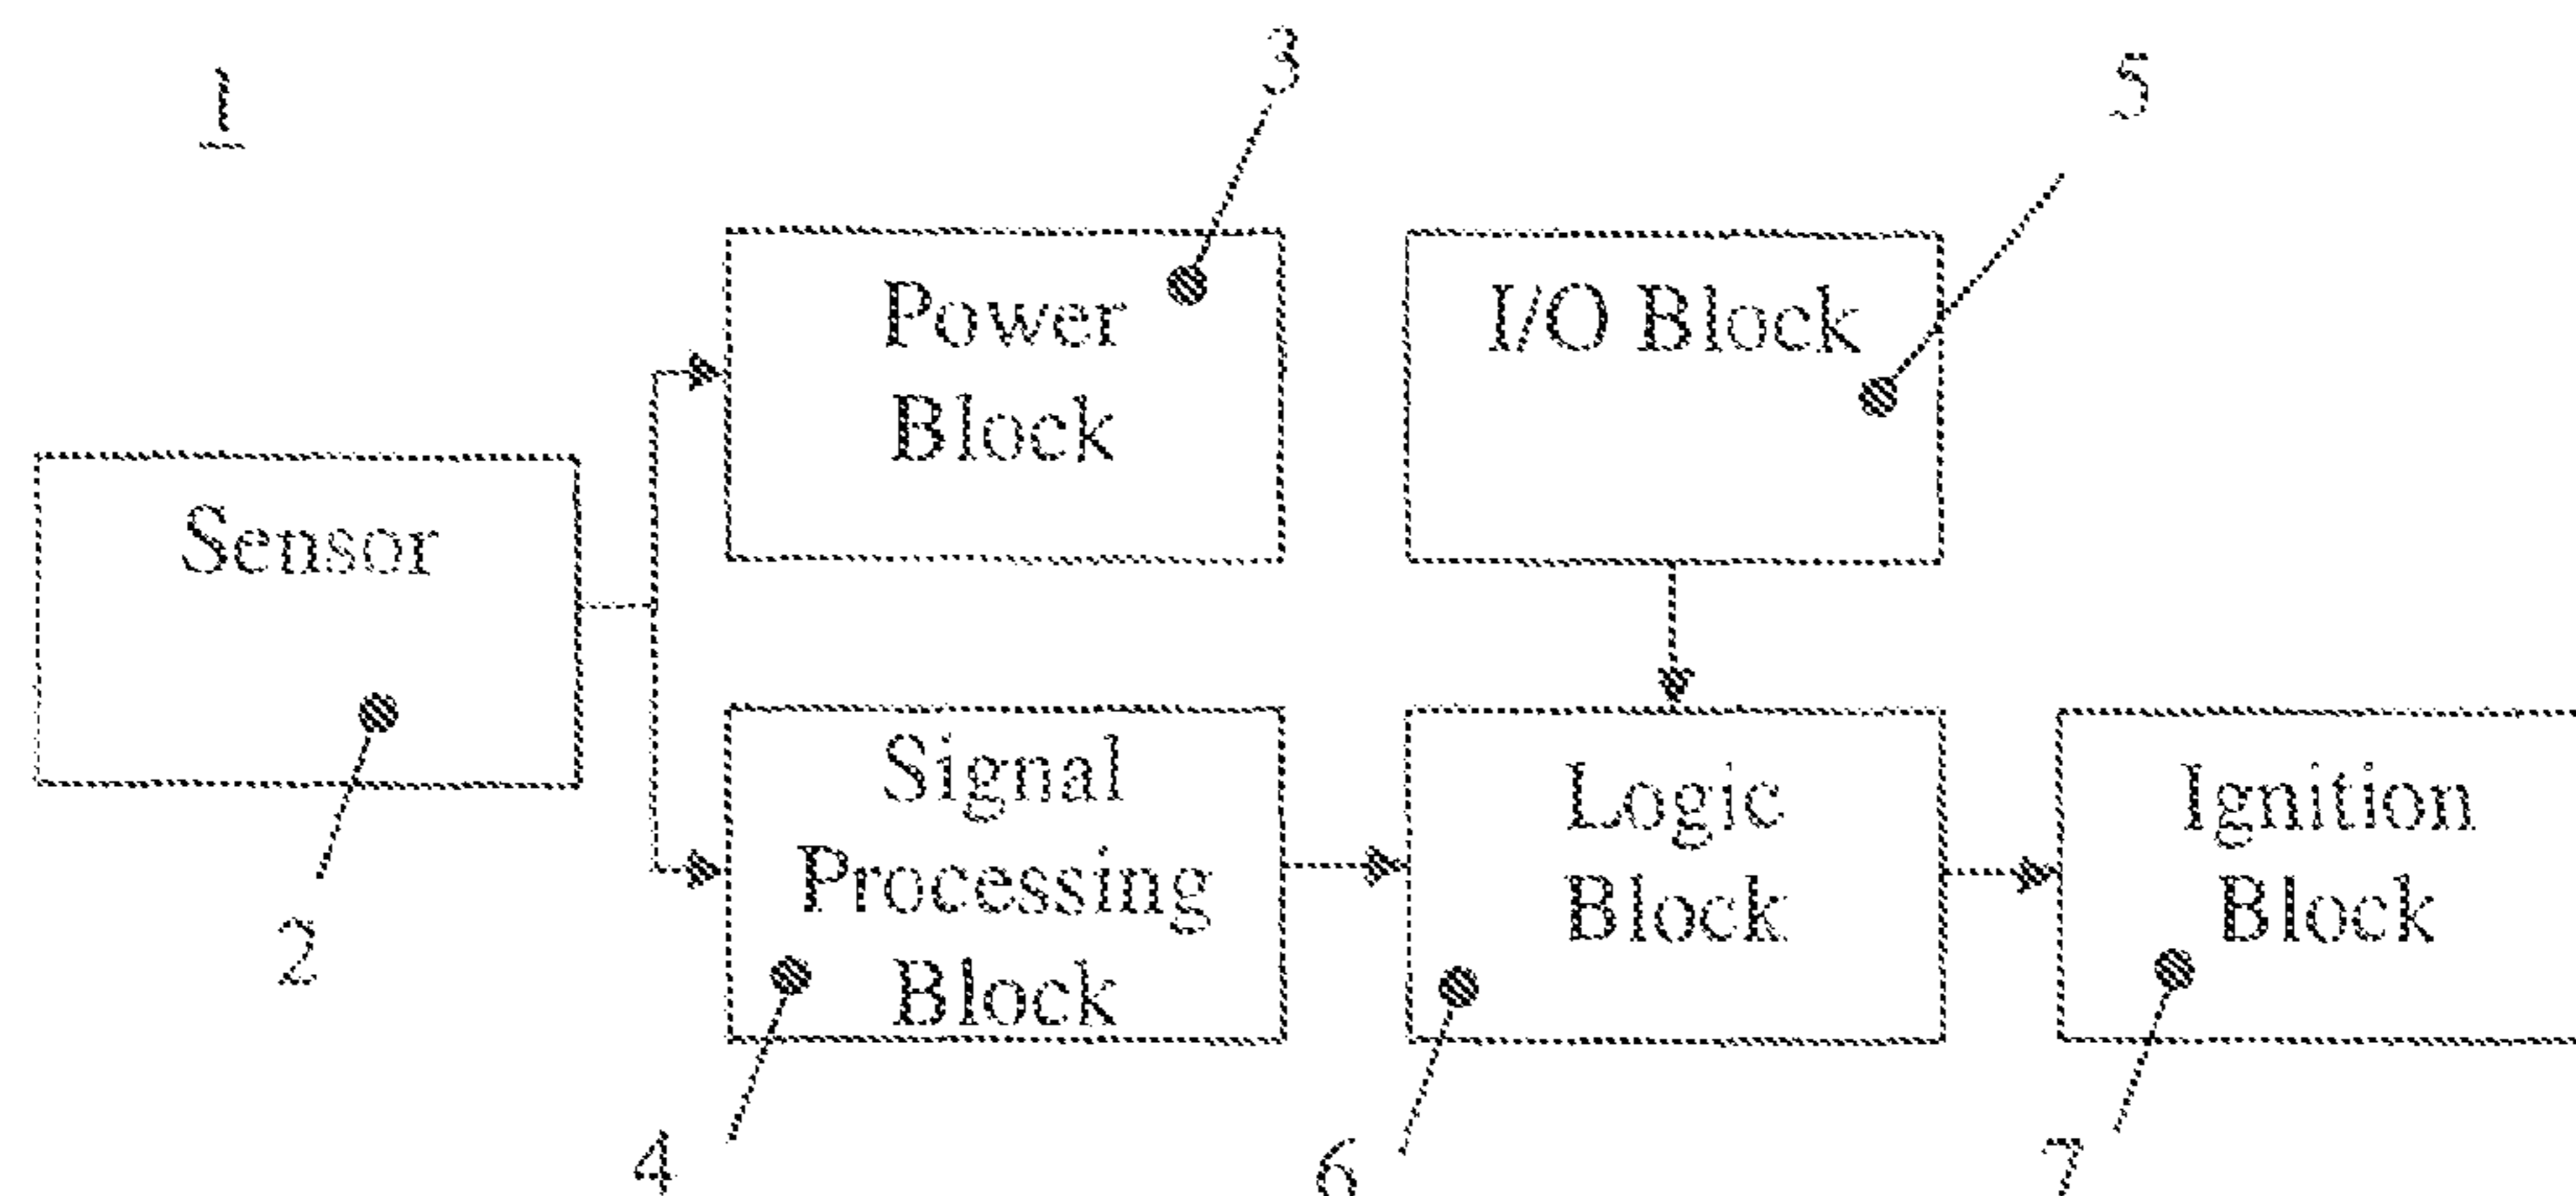 1
3
5
Power
Block
I/O Block
Sensor
2
Signal
Processing
Block
4
Logic
Block
6
Ignition
Block
7